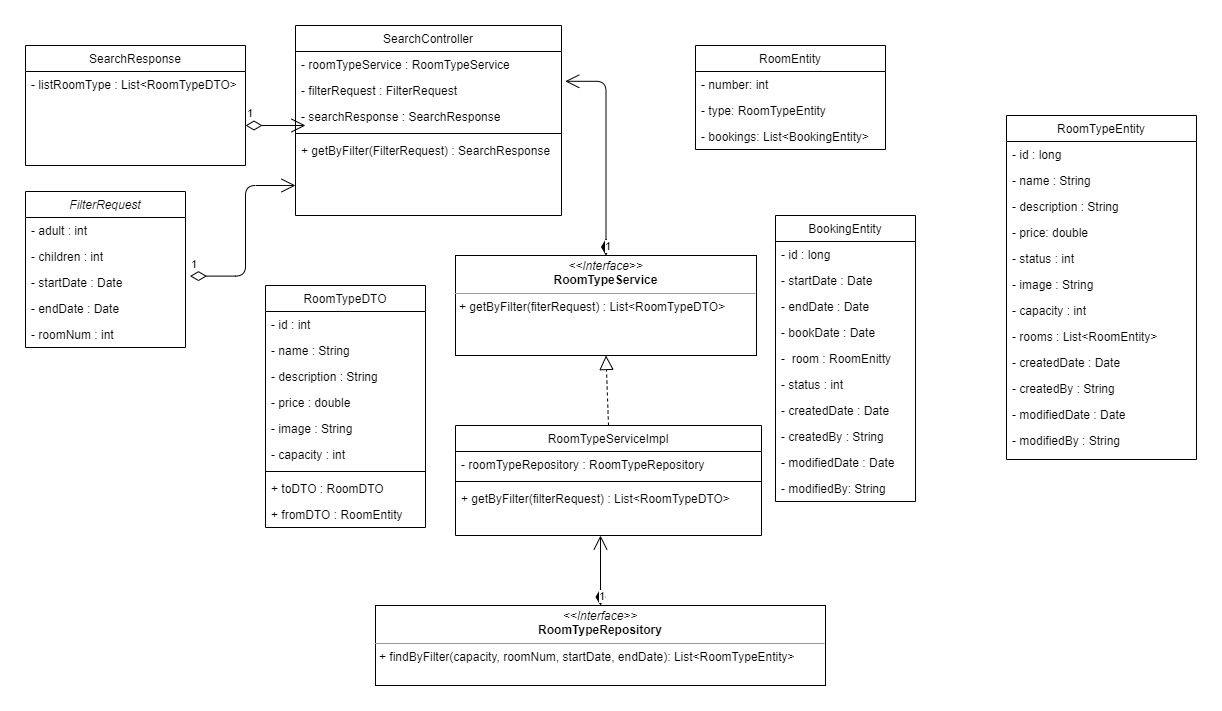 SearchResponse
- listRoomType : List<RoomTypeDTO>
1
FilterRequest
- adult : int
- children : int
- startDate : Date
- endDate : Date
- roomNum : int
1
SearchController
- roomTypeService : RoomTypeService
- filterRequest : FilterRequest
- searchResponse : SearchResponse
+ getByFilter(FilterRequest) : SearchResponse
RoomTypeDTO
- id : int
- name : String
- description : String
- price : double
- image : String
- capacity : int
+ toDTO : RoomDTO
+ fromDTO : RoomEntity
1
<<Interface>>
RoomTypeService
+ getByFilter(fiterRequest) : List<RoomTypeDTO>
RoomTypeServiceImpl
- roomTypeRepository : RoomTypeRepository
+ getByFilter(filterRequest) : List<RoomTypeDTO>
1
<<Interface>>
RoomTypeRepository
+ findByFilter(capacity, roomNum, startDate, endDate): List<RoomTypeEntity>
RoomEntity
- number: int
- type: RoomTypeEntity
- bookings: List<BookingEntity>
BookingEntity
- id : long
- startDate : Date
- endDate : Date
- bookDate : Date
- room : RoomEnitty
- status : int
- createdDate : Date
- createdBy : String
- modifiedDate : Date
- modifiedBy: String
RoomTypeEntity
- id : long
- name : String
- description : String
- price: double
- status : int
- image : String
- capacity : int
- rooms : List<RoomEntity>
- createdDate : Date
- createdBy : String
- modifiedDate : Date
- modifiedBy : String